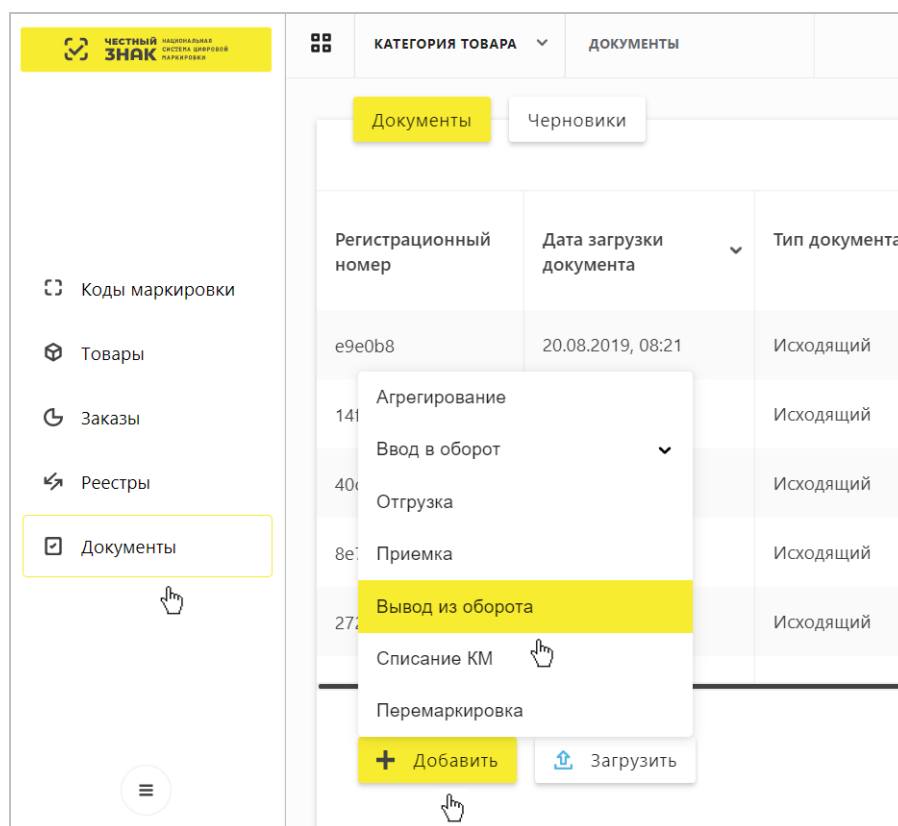 ЧЕСТНЫЙ ЗНАК
НАЦИОНАЛЬНАЯ
СИСТЕМА ЦИФРОВОЙ
МАРКИРОВКИ
КАТЕГОРИЯ ТОВАРА
ДОКУМЕНТЫ
Документы
Черновики
Регистрационный номер
Дата загрузки документа
Тип документа
e9e0b8
20.08.2019, 08:21
Исходящий
Исходящий
Исходящий
Исходящий
Исходящий
Коды маркировки
Товары
Заказы
Реестры
Документы
Агрегирование
Ввод в оборот
Отгрузка
Приемка
Вывод из оборота
Списание КМ
Перемаркировка
Добавить
Загрузить